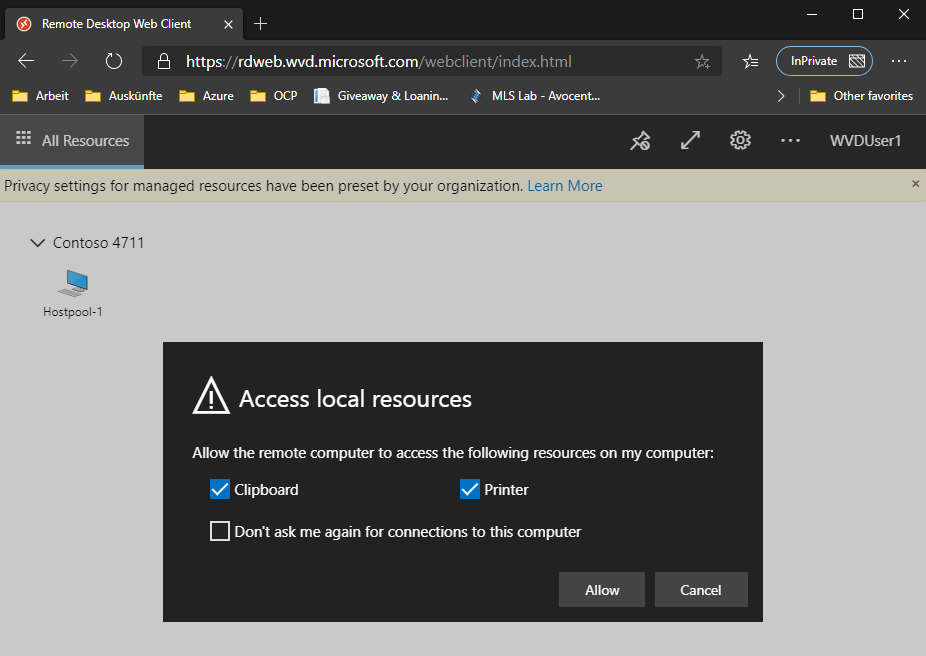 Remote Desktop Web Client
https://rdweb.wvd.microsoft.com/webclient/index.html
InPrivate
Arbeit
Auskünfte
Azure
OCP
Giveaway & Loanin...
MLS Lab - Avocent...
Other favorites
All Resources
WVDUser1
Privacy settings for managed resources have been preset by your organization. Learn More
Contoso 4711
Hostpool-1
Access local resources
Allow the remote computer to access the following resources on my computer:
Clipboard
Printer
Don't ask me again for connections to this computer
Allow
Cancel